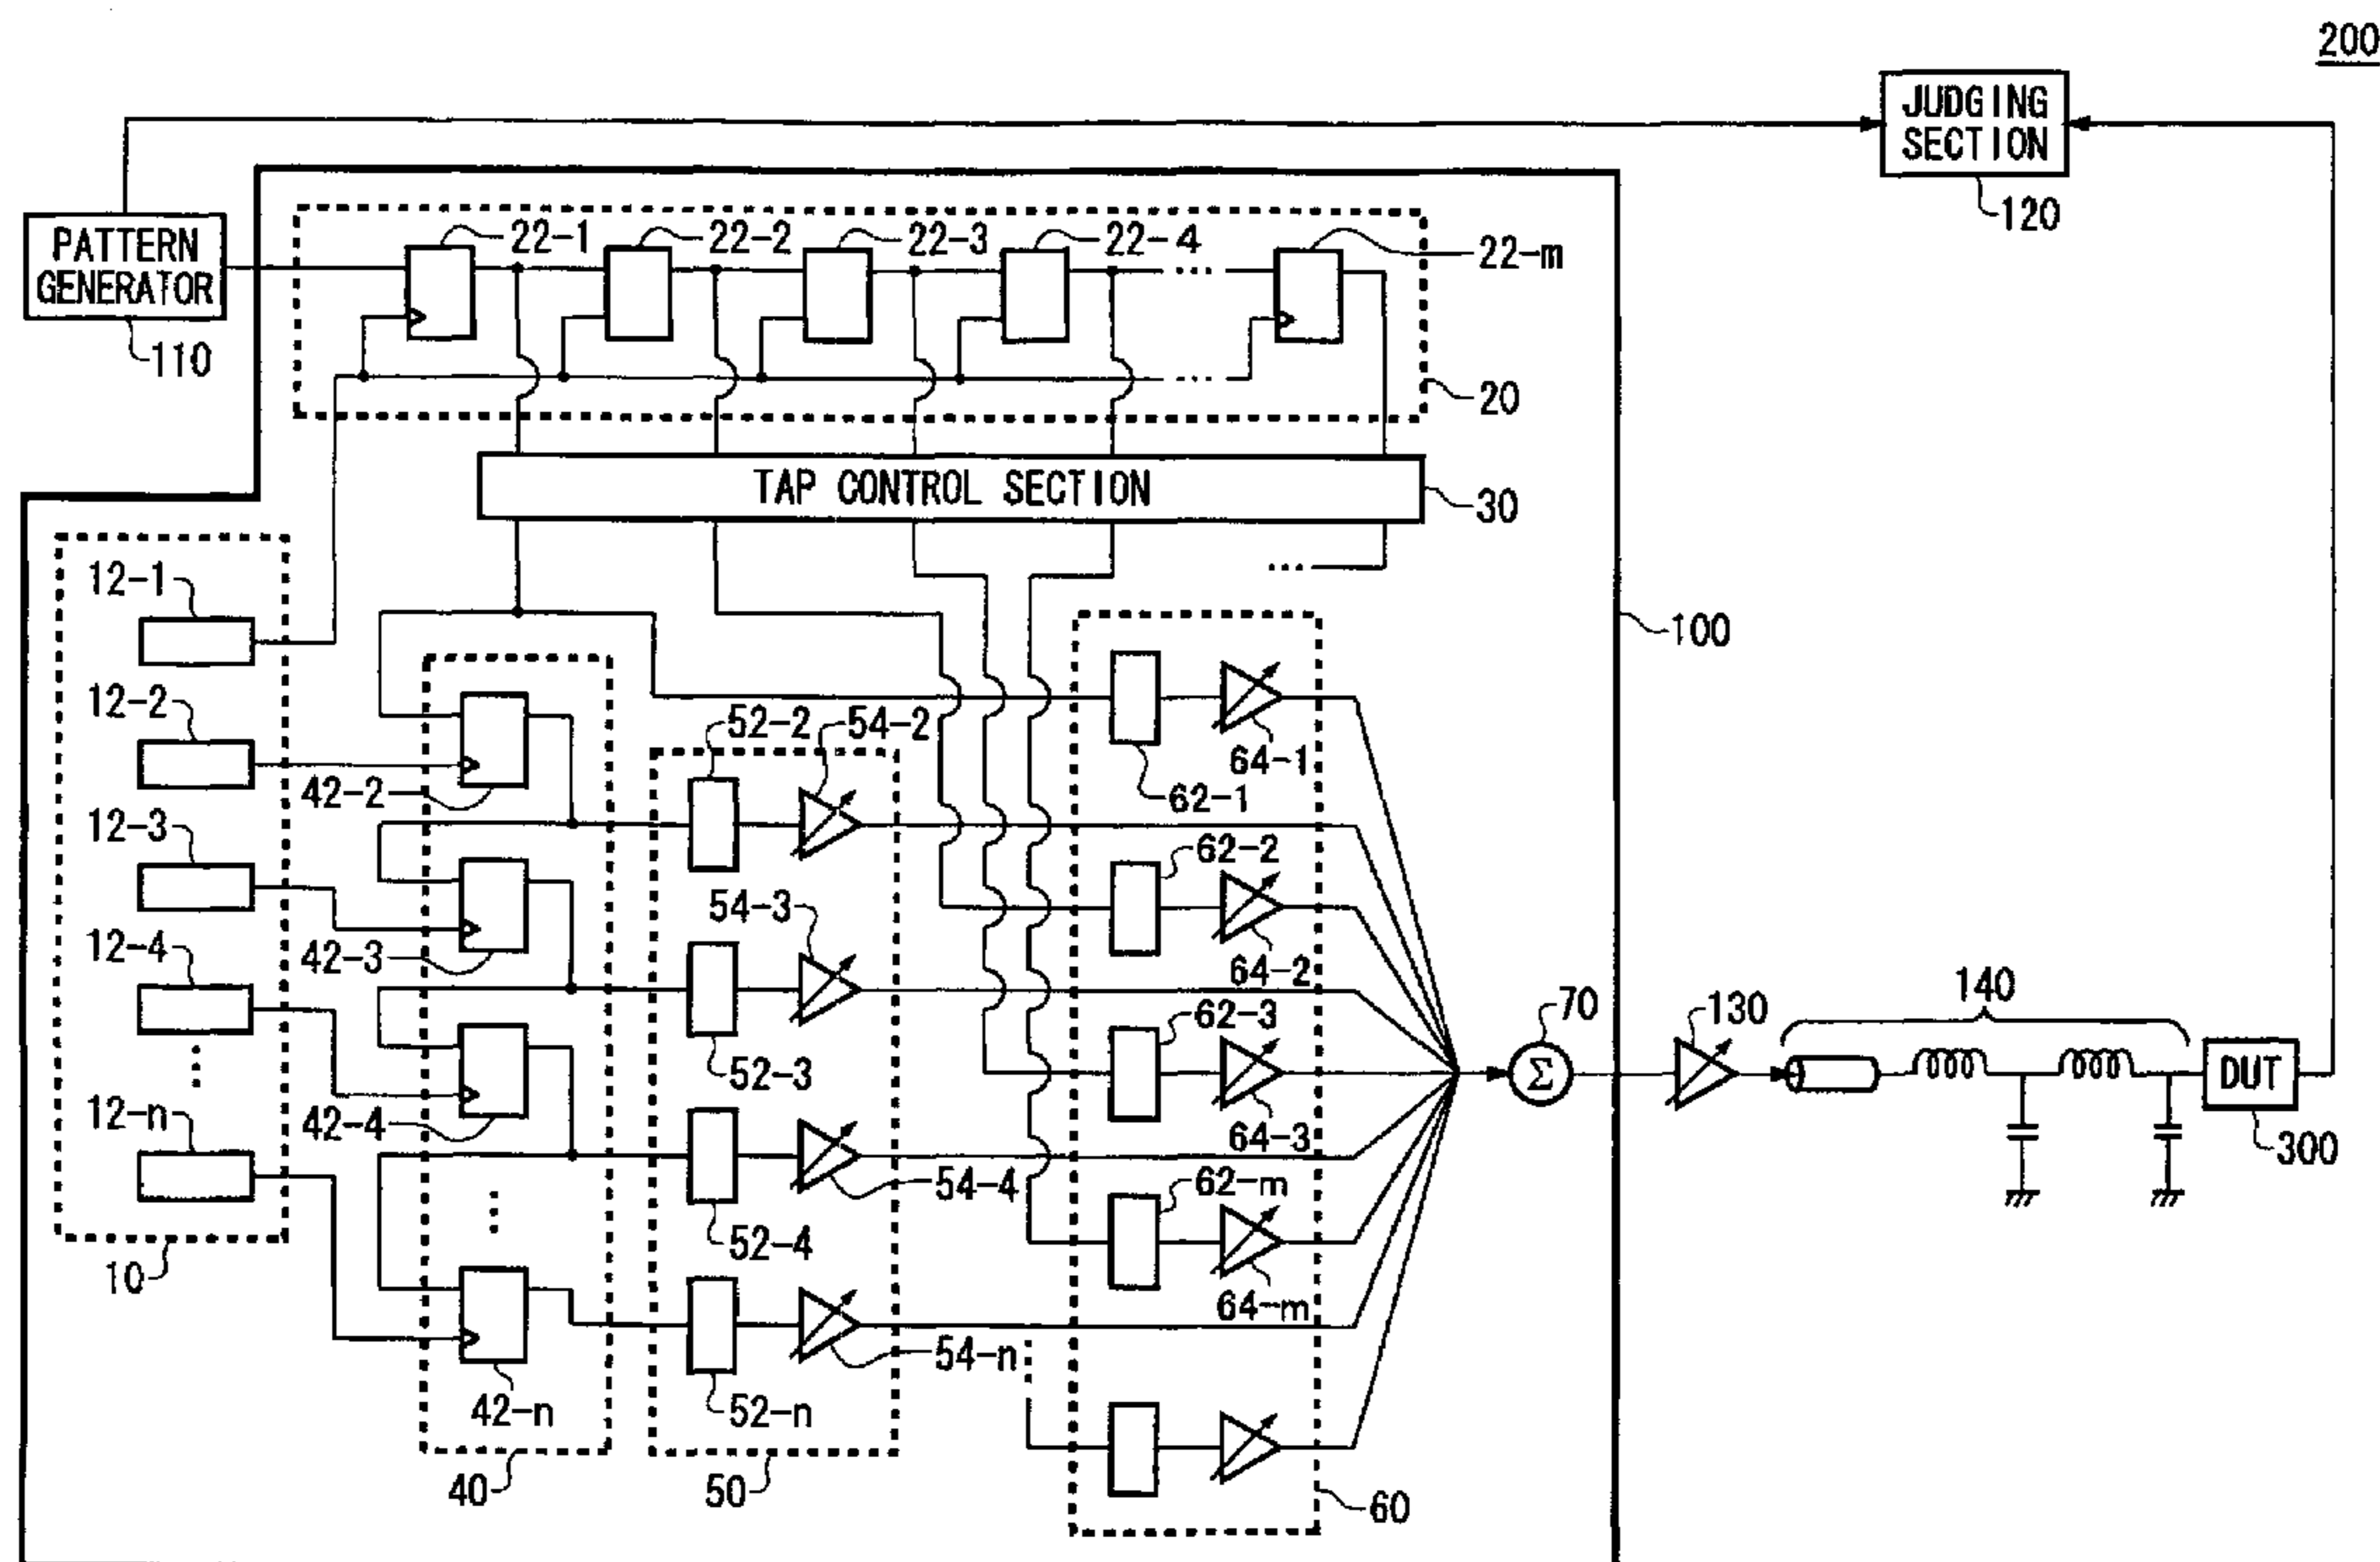 200
JUDGING
SECTION
120
PATTERN
GENERATOR
110
22-1
22-2
22-3
22-4
...
22-m
...
20
TAP CONTROL SECTION
30
...
12-1
12-2
12-3
12-4
12-n
10
42-2
42-3
42-4
42-n
40
52-2
54-2
54-3
52-3
54-4
52-4
54-n
52-n
50
64-1
62-1
62-2
64-2
62-3
64-3
62-m
64-m
60
100
70
Σ
130
140
DUT
300